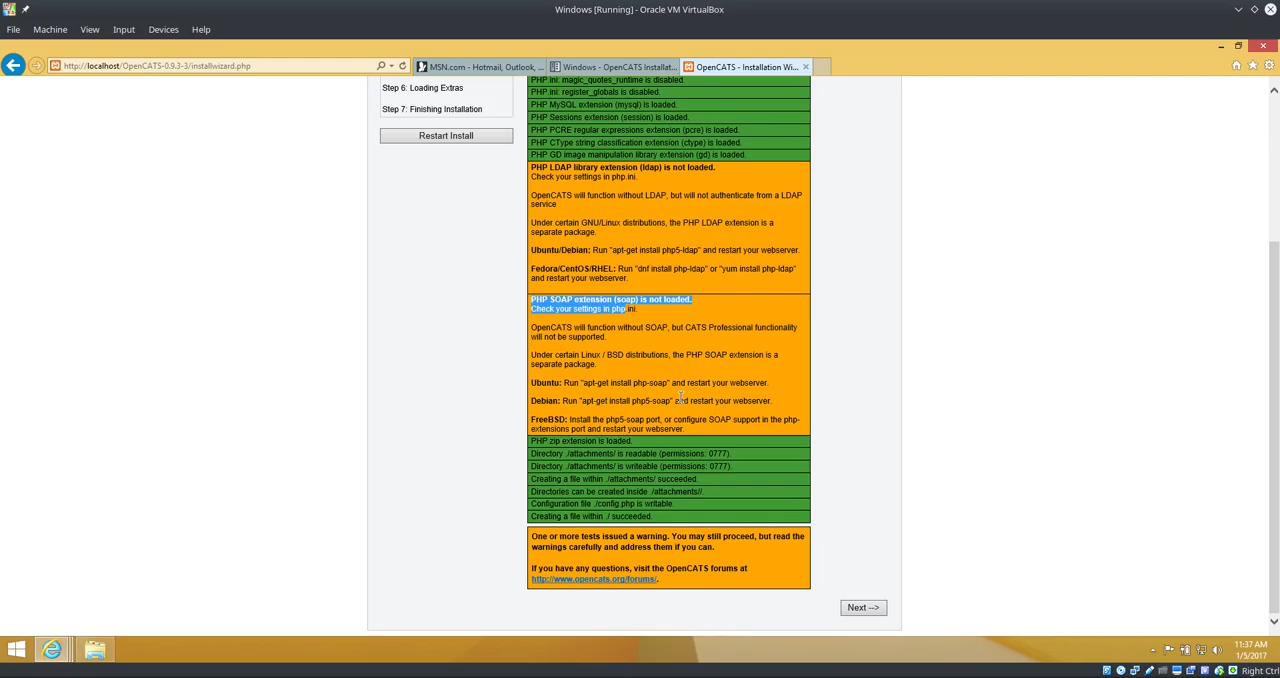 Windows [Running] - Oracle VM VirtualBox
File Machine View Input Devices Help
http://localhost/OpenCATS-0.9.3-3/installwizard.php
MSN.com - Hotmail, Outlook, ...
Windows - OpenCATS Installat...
OpenCATS - Installation Wi...
Step 6: Loading Extras
Step 7: Finishing Installation
Restart Install
PHP.ini: magic_quotes_runtime is disabled.
PHP.ini: register_globals is disabled.
PHP MySQL extension (mysql) is loaded.
PHP Sessions extension (session) is loaded.
PHP PCRE regular expressions extension (pcre) is loaded.
PHP CType string classification extension (ctype) is loaded.
PHP GD image manipulation library extension (gd) is loaded.
PHP LDAP library extension (ldap) is not loaded.
Check your settings in php.ini.
OpenCATS will function without LDAP, but will not authenticate from a LDAP
service
Under certain GNU/Linux distributions, the PHP LDAP extension is a
separate package.
Ubuntu/Debian: Run "apt-get install php5-ldap" and restart your webserver.
Fedora/CentOS/RHEL: Run "dnf install php-ldap" or "yum install php-ldap"
and restart your webserver.
PHP SOAP extension (soap) is not loaded.
Check your settings in php.ini.
OpenCATS will function without SOAP, but CATS Professional functionality
will not be supported.
Under certain Linux / BSD distributions, the PHP SOAP extension is a
separate package.
Ubuntu: Run "apt-get install php-soap" and restart your webserver.
Debian: Run "apt-get install php5-soap" and restart your webserver.
FreeBSD: Install the php5-soap port, or configure SOAP support in the php-
extensions port and restart your webserver.
PHP zip extension is loaded.
Directory ./attachments/ is readable (permissions: 0777).
Directory ./attachments/ is writeable (permissions: 0777).
Creating a file within ./attachments/ succeeded.
Directories can be created inside ./attachments//.
Configuration file ./config.php is writable.
Creating a file within ./ succeeded.
One or more tests issued a warning. You may still proceed, but read the
warnings carefully and address them if you can.
If you have any questions, visit the OpenCATS forums at
http://www.opencats.org/forums/.
Next -->
11:37 AM
1/5/2017
Right Ctrl